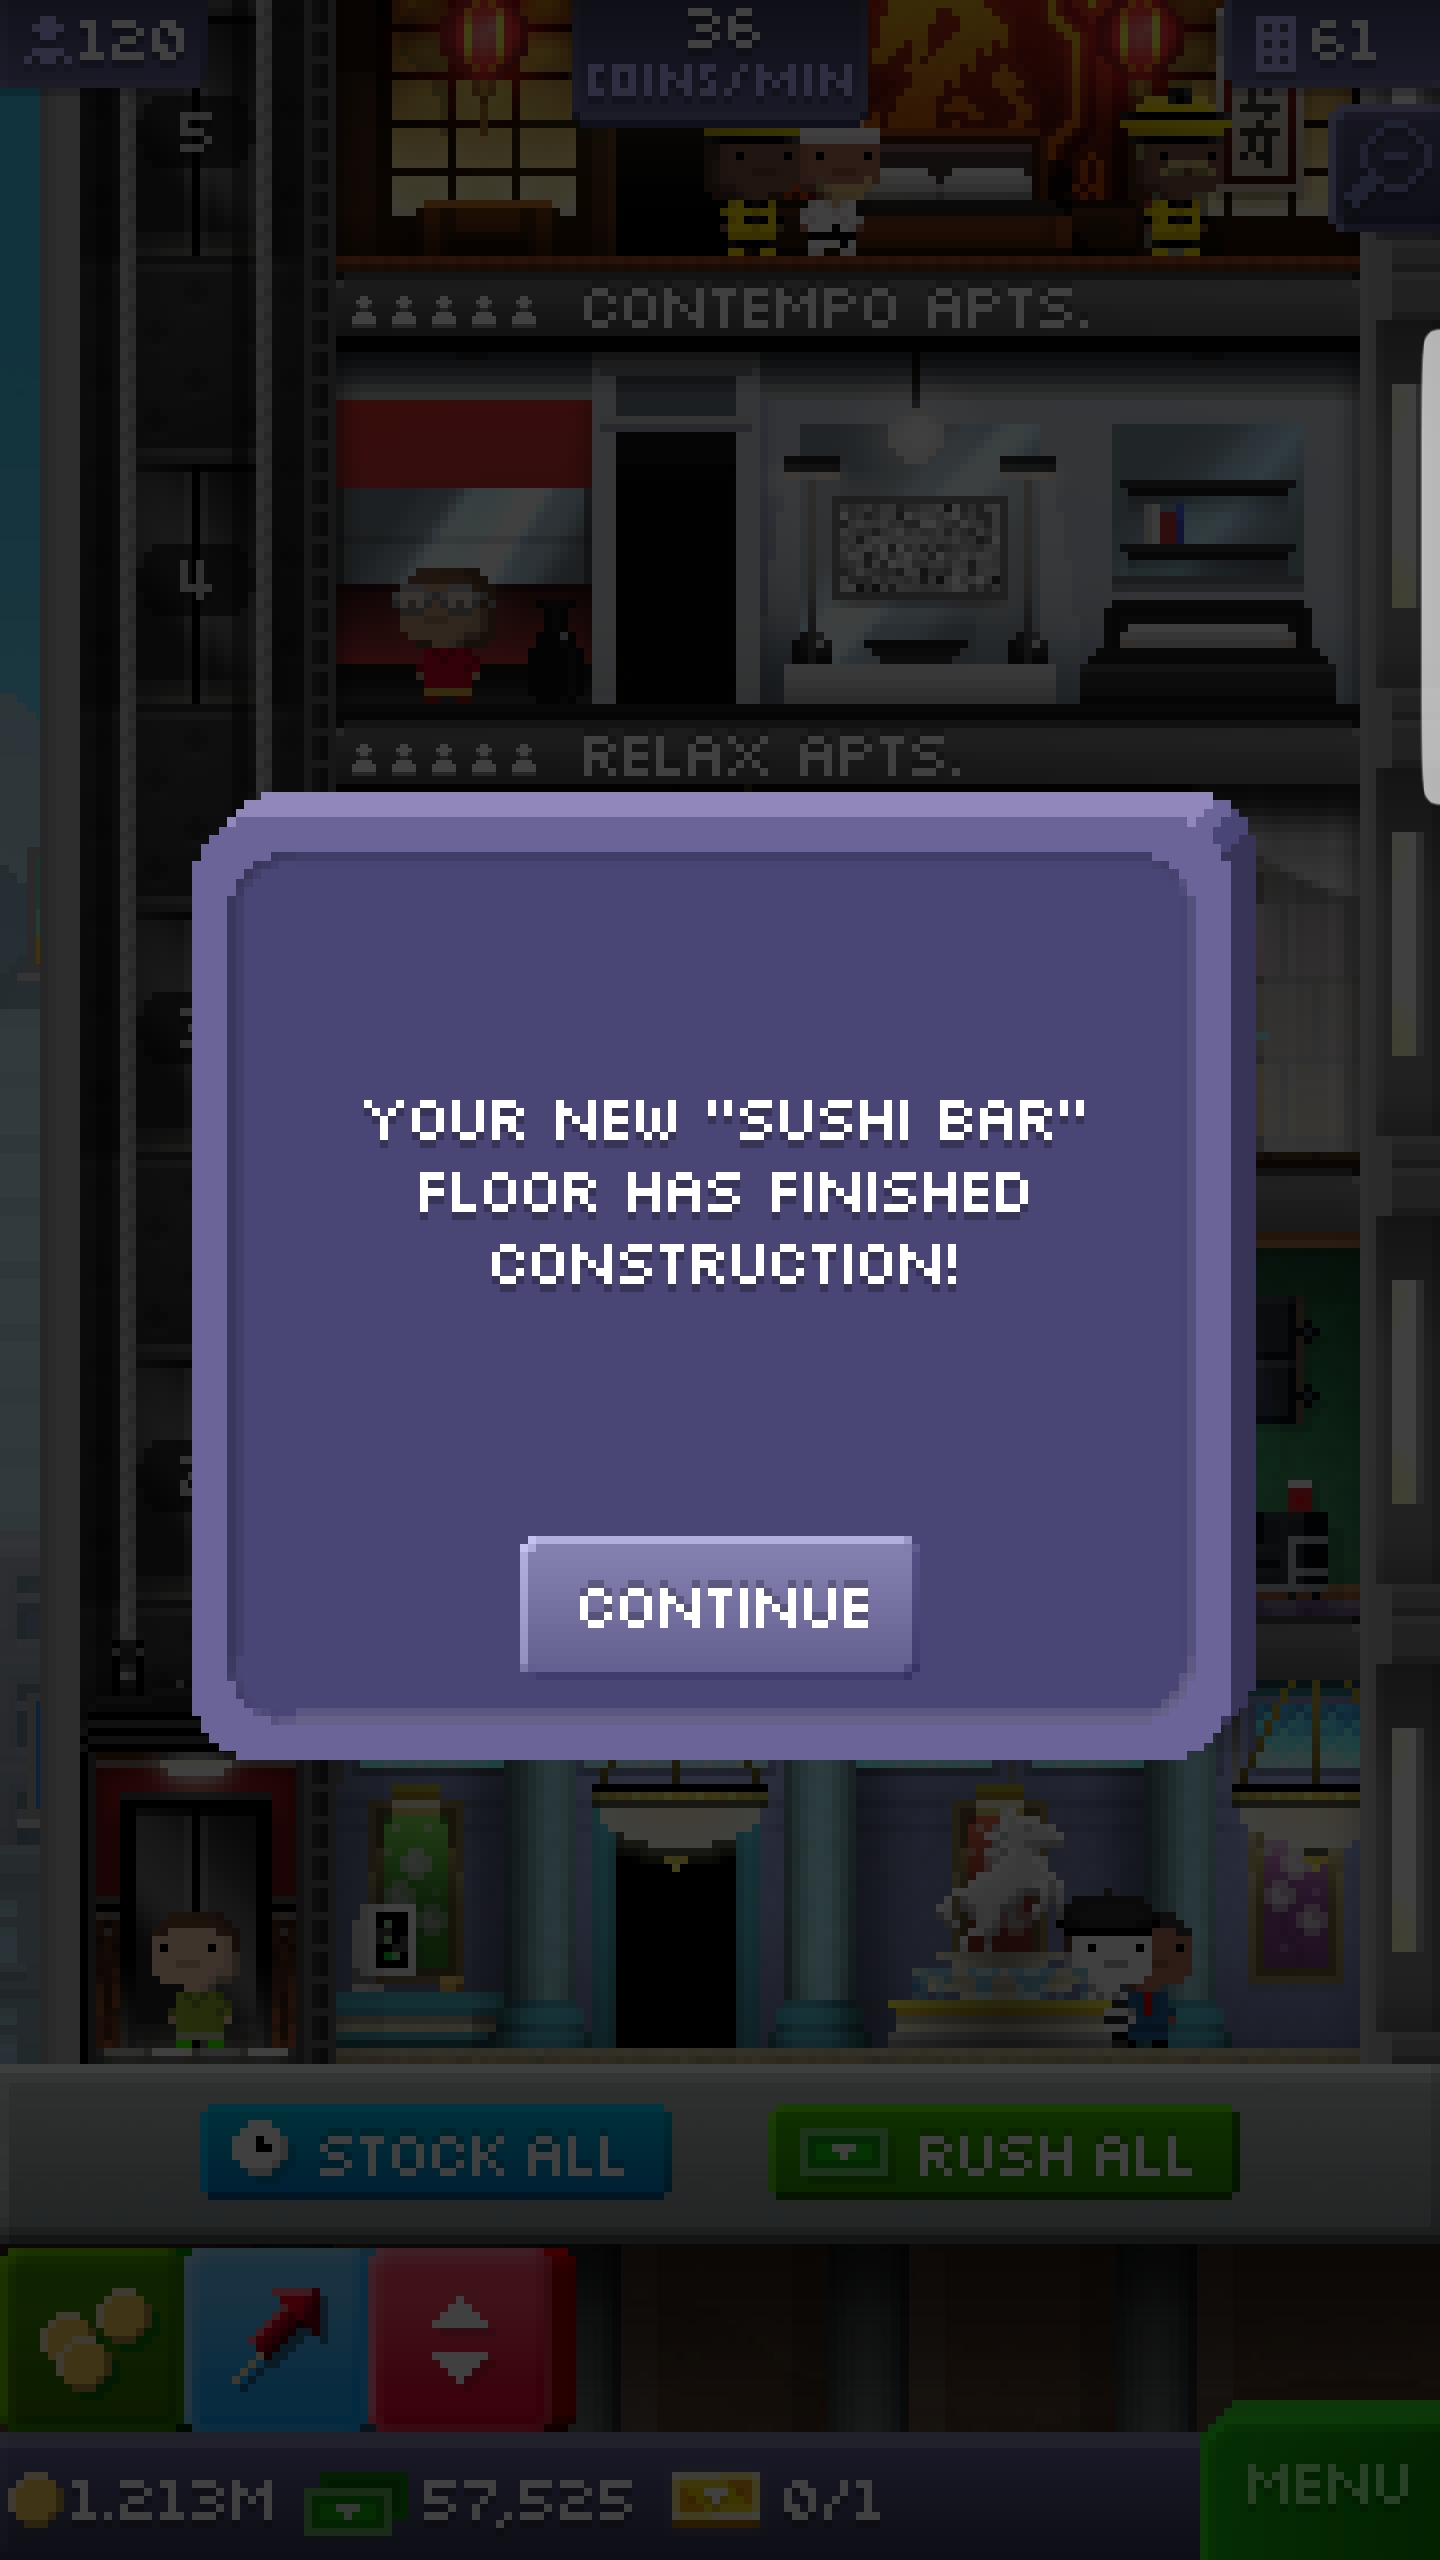 120
36
COINS/MIN
61
5
CONTEMPO APTS.
4
RELAX APTS.
YOUR NEW "SUSHI BAR"
FLOOR HAS FINISHED
CONSTRUCTION!
CONTINUE
STOCK ALL
RUSH ALL
1.213M
57,525
0/1
MENU